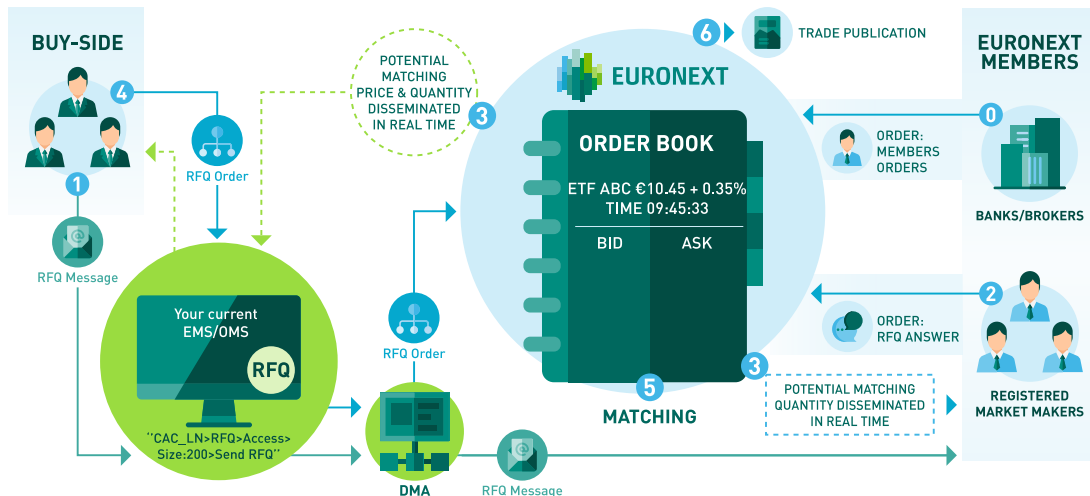 BUY-SIDE
4
1
RFQ Order
RFQ Message
POTENTIAL
MATCHING
PRICE & QUANTITY
DISSEMINATED
IN REAL TIME
3
6
TRADE PUBLICATION
EURONEXT
ORDER BOOK
ETF ABC €10.45 + 0.35%
TIME 09:45:33
BID ASK
5
MATCHING
EURONEXT
MEMBERS
0
ORDER:
MEMBERS
ORDERS
BANKS/BROKERS
2
ORDER:
RFQ ANSWER
REGISTERED
MARKET MAKERS
3
POTENTIAL MATCHING
QUANTITY DISSEMINATED
IN REAL TIME
Your current
EMS/OMS
RFQ
"CAC_LN>RFQ>Access>
Size:200>Send RFQ"
RFQ Order
DMA
@
RFQ Message
@